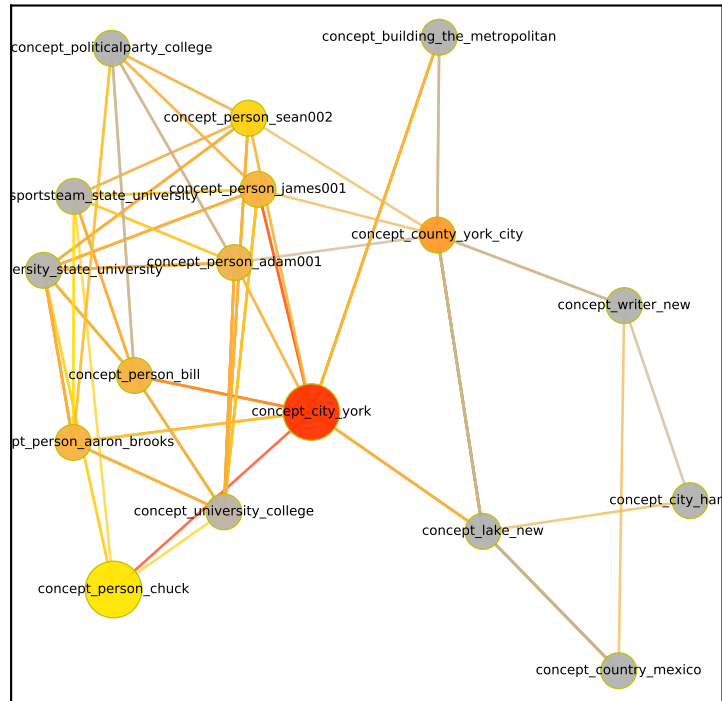 concept_building_the_metropolitan
concept_politicalparty_college
concept_person_sean002
concept_person_james001
sportsteam_state_university
concept_county_york_city
concept_person_adam001
ersity_state_university
concept_writer_new
concept_person_bill
concept_city_york
pt_person_aaron_brooks
concept_city_har
concept_university_college
concept_lake_new
concept_person_chuck
concept_country_mexico